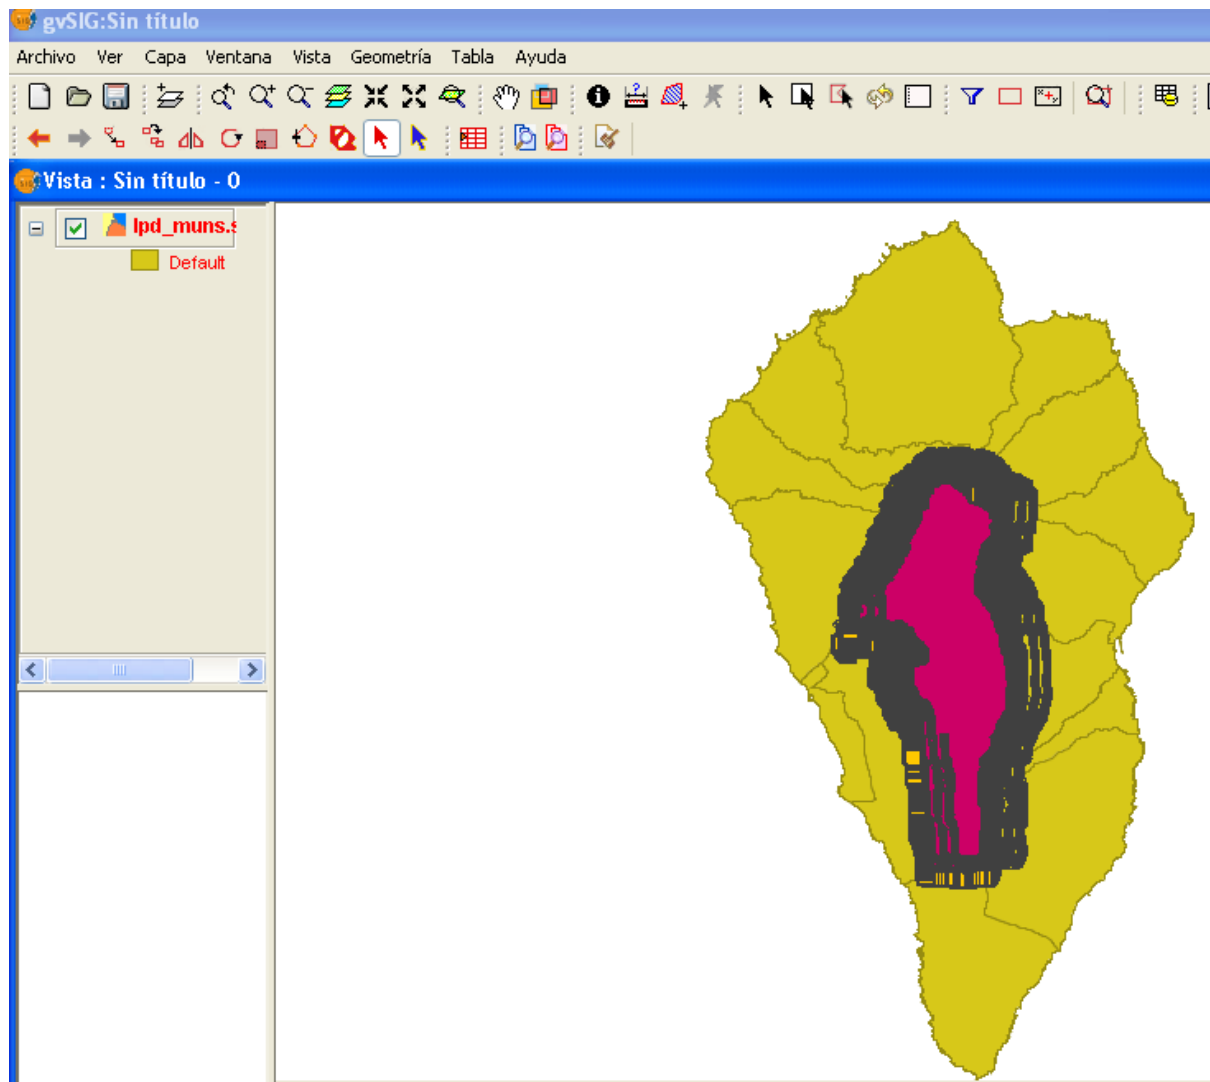 gvSIG:Sin título
Archivo Ver Capa Ventana Vista Geometría Tabla Ayuda
Vista : Sin título - 0
lpd_muns.s
Default